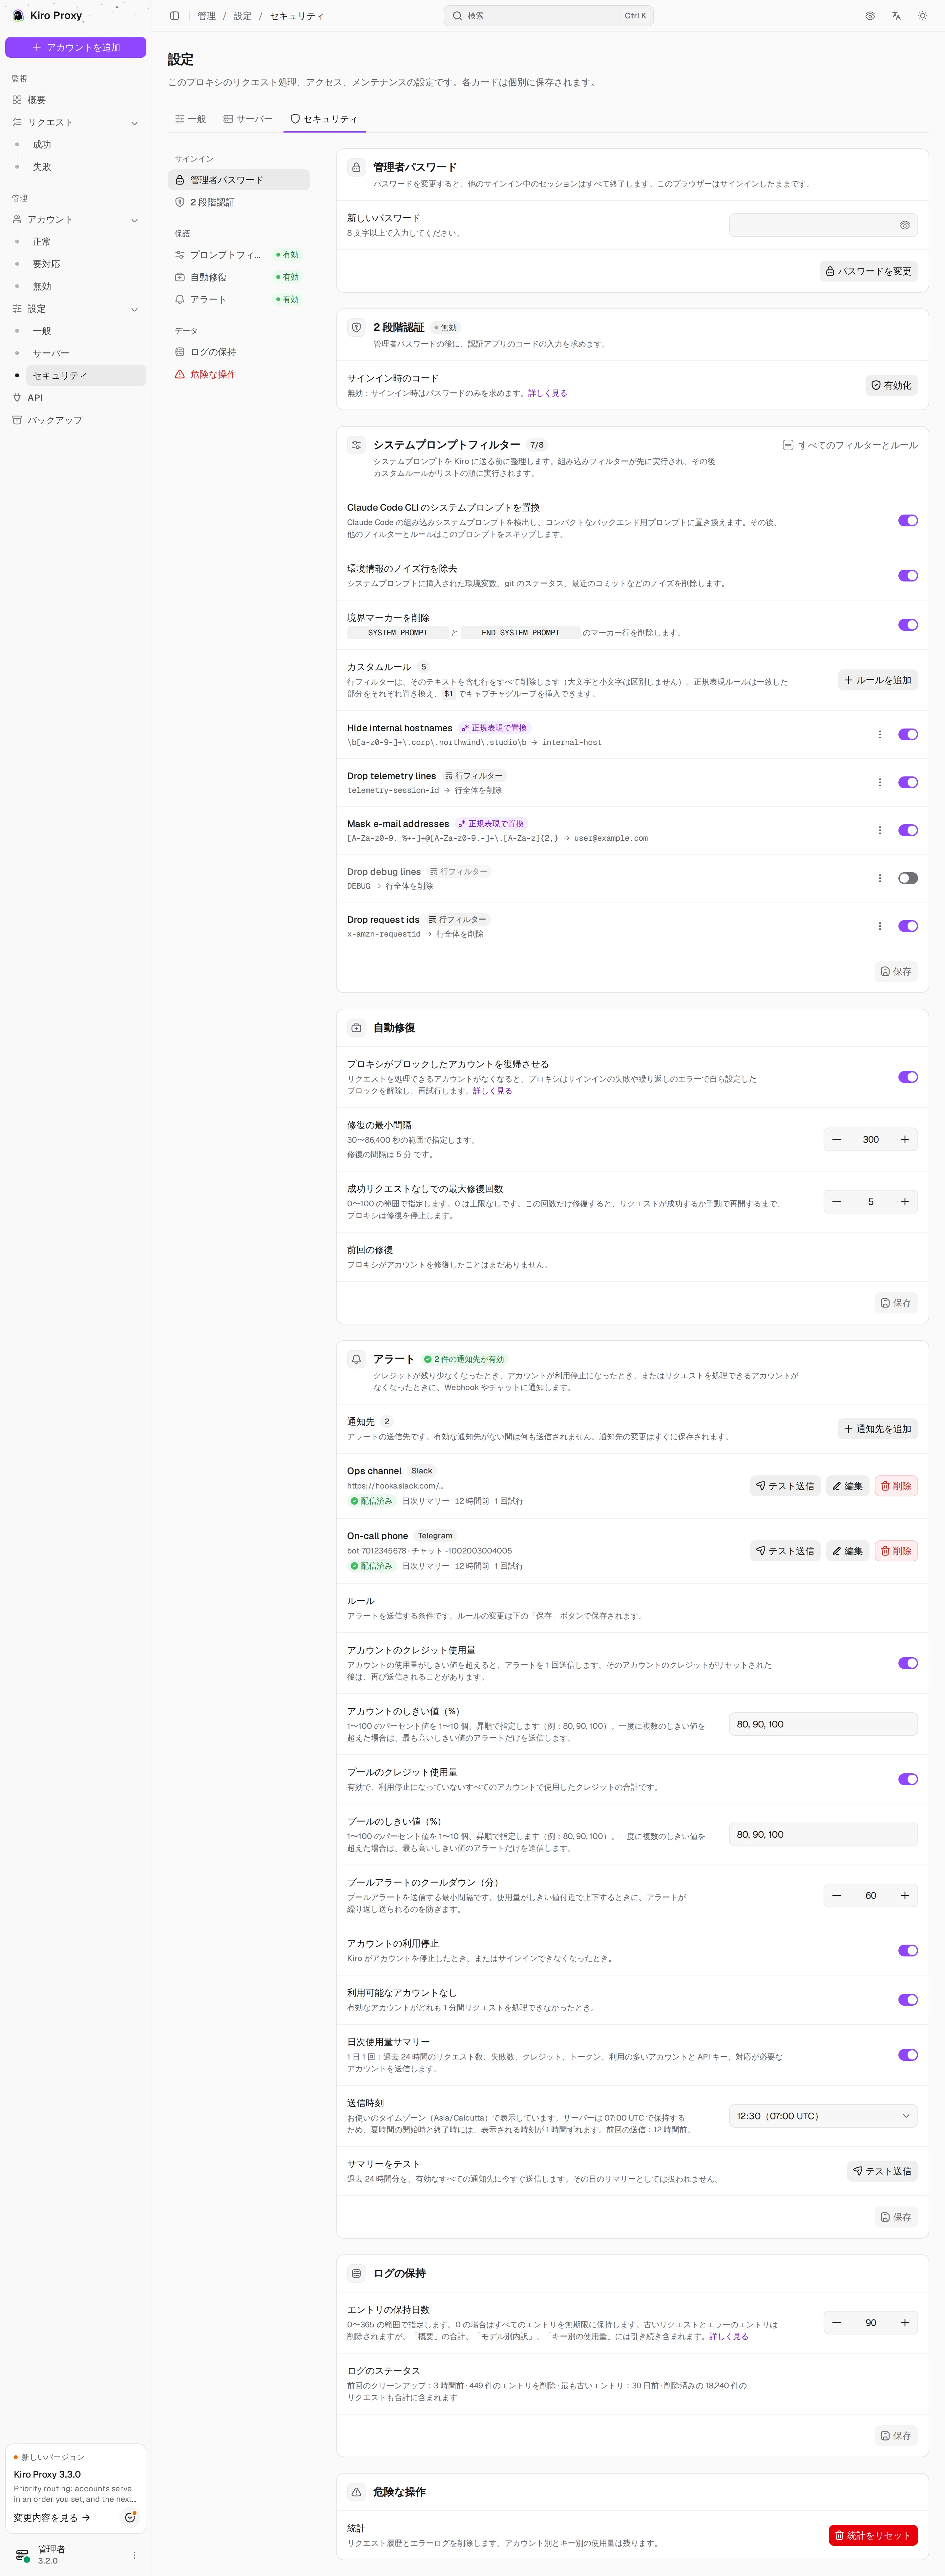 Kiro Proxy
アカウントを追加
監視
概要
リクエスト
成功
失敗
管理
アカウント
正常
要対応
無効
設定
一般
サーバー
セキュリティ
API
バックアップ
新しいバージョン
Kiro Proxy 3.3.0
Priority routing: accounts serve
in an order you set, and the next…
変更内容を見る →
管理者
3.2.0
管理 / 設定 / セキュリティ
検索 Ctrl K
設定
このプロキシのリクエスト処理、アクセス、メンテナンスの設定です。各カードは個別に保存されます。
一般 サーバー セキュリティ
サインイン
管理者パスワード
2 段階認証
保護
プロンプトフィ… 有効
自動修復 有効
アラート 有効
データ
ログの保持
危険な操作
管理者パスワード
パスワードを変更すると、他のサインイン中のセッションはすべて終了します。このブラウザーはサインインしたままです。
新しいパスワード
8 文字以上で入力してください。
パスワードを変更
2 段階認証 無効
管理者パスワードの後に、認証アプリのコードの入力を求めます。
サインイン時のコード
無効：サインイン時はパスワードのみを求めます。詳しく見る
有効化
システムプロンプトフィルター 7/8
すべてのフィルターとルール
システムプロンプトを Kiro に送る前に整理します。組み込みフィルターが先に実行され、その後
カスタムルールがリストの順に実行されます。
Claude Code CLI のシステムプロンプトを置換
Claude Code の組み込みシステムプロンプトを検出し、コンパクトなバックエンド用プロンプトに置き換えます。その後、
他のフィルターとルールはこのプロンプトをスキップします。
環境情報のノイズ行を除去
システムプロンプトに挿入された環境変数、git のステータス、最近のコミットなどのノイズを削除します。
境界マーカーを削除
--- SYSTEM PROMPT --- と --- END SYSTEM PROMPT --- のマーカー行を削除します。
カスタムルール 5
行フィルターは、そのテキストを含む行をすべて削除します（大文字と小文字は区別しません）。正規表現ルールは一致した
部分をそれぞれ置き換え、$1 でキャプチャグループを挿入できます。
ルールを追加
Hide internal hostnames 正規表現で置換
\b[a-z0-9-]+\.corp\.northwind\.studio\b → internal-host
Drop telemetry lines 行フィルター
telemetry-session-id → 行全体を削除
Mask e-mail addresses 正規表現で置換
[A-Za-z0-9._%+-]+@[A-Za-z0-9.-]+\.[A-Za-z]{2,} → user@example.com
Drop debug lines 行フィルター
DEBUG → 行全体を削除
Drop request ids 行フィルター
x-amzn-requestid → 行全体を削除
保存
自動修復
プロキシがブロックしたアカウントを復帰させる
リクエストを処理できるアカウントがなくなると、プロキシはサインインの失敗や繰り返しのエラーで自ら設定した
ブロックを解除し、再試行します。詳しく見る
修復の最小間隔
30〜86,400 秒の範囲で指定します。
修復の間隔は 5 分 です。
300
成功リクエストなしでの最大修復回数
0〜100 の範囲で指定します。0 は上限なしです。この回数だけ修復すると、リクエストが成功するか手動で再開するまで、
プロキシは修復を停止します。
5
前回の修復
プロキシがアカウントを修復したことはまだありません。
保存
アラート 2 件の通知先が有効
クレジットが残り少なくなったとき、アカウントが利用停止になったとき、またはリクエストを処理できるアカウントが
なくなったときに、Webhook やチャットに通知します。
通知先 2
アラートの送信先です。有効な通知先がない間は何も送信されません。通知先の変更はすぐに保存されます。
通知先を追加
Ops channel Slack
https://hooks.slack.com/…
配信済み 日次サマリー 12 時間前 1 回試行
テスト送信 編集 削除
On-call phone Telegram
bot 7012345678 · チャット -1002003004005
配信済み 日次サマリー 12 時間前 1 回試行
テスト送信 編集 削除
ルール
アラートを送信する条件です。ルールの変更は下の「保存」ボタンで保存されます。
アカウントのクレジット使用量
アカウントの使用量がしきい値を超えると、アラートを 1 回送信します。そのアカウントのクレジットがリセットされた
後は、再び送信されることがあります。
アカウントのしきい値（%）
1〜100 のパーセント値を 1〜10 個、昇順で指定します（例：80, 90, 100）。一度に複数のしきい値を
超えた場合は、最も高いしきい値のアラートだけを送信します。
80, 90, 100
プールのクレジット使用量
有効で、利用停止になっていないすべてのアカウントで使用したクレジットの合計です。
プールのしきい値（%）
1〜100 のパーセント値を 1〜10 個、昇順で指定します（例：80, 90, 100）。一度に複数のしきい値を
超えた場合は、最も高いしきい値のアラートだけを送信します。
80, 90, 100
プールアラートのクールダウン（分）
プールアラートを送信する最小間隔です。使用量がしきい値付近で上下するときに、アラートが
繰り返し送られるのを防ぎます。
60
アカウントの利用停止
Kiro がアカウントを停止したとき、またはサインインできなくなったとき。
利用可能なアカウントなし
有効なアカウントがどれも 1 分間リクエストを処理できなかったとき。
日次使用量サマリー
1 日 1 回：過去 24 時間のリクエスト数、失敗数、クレジット、トークン、利用の多いアカウントと API キー、対応が必要な
アカウントを送信します。
送信時刻
お使いのタイムゾーン（Asia/Calcutta）で表示しています。サーバーは 07:00 UTC で保持する
ため、夏時間の開始時と終了時には、表示される時刻が 1 時間ずれます。前回の送信：12 時間前。
12:30（07:00 UTC）
サマリーをテスト
過去 24 時間分を、有効なすべての通知先に今すぐ送信します。その日のサマリーとしては扱われません。
テスト送信
保存
ログの保持
エントリの保持日数
0〜365 の範囲で指定します。0 の場合はすべてのエントリを無期限に保持します。古いリクエストとエラーのエントリは
削除されますが、「概要」の合計、「モデル別内訳」、「キー別の使用量」には引き続き含まれます。詳しく見る
90
ログのステータス
前回のクリーンアップ：3 時間前 · 449 件のエントリを削除 · 最も古いエントリ：30 日前 · 削除済みの 18,240 件の
リクエストも合計に含まれます
保存
危険な操作
統計
リクエスト履歴とエラーログを削除します。アカウント別とキー別の使用量は残ります。
統計をリセット